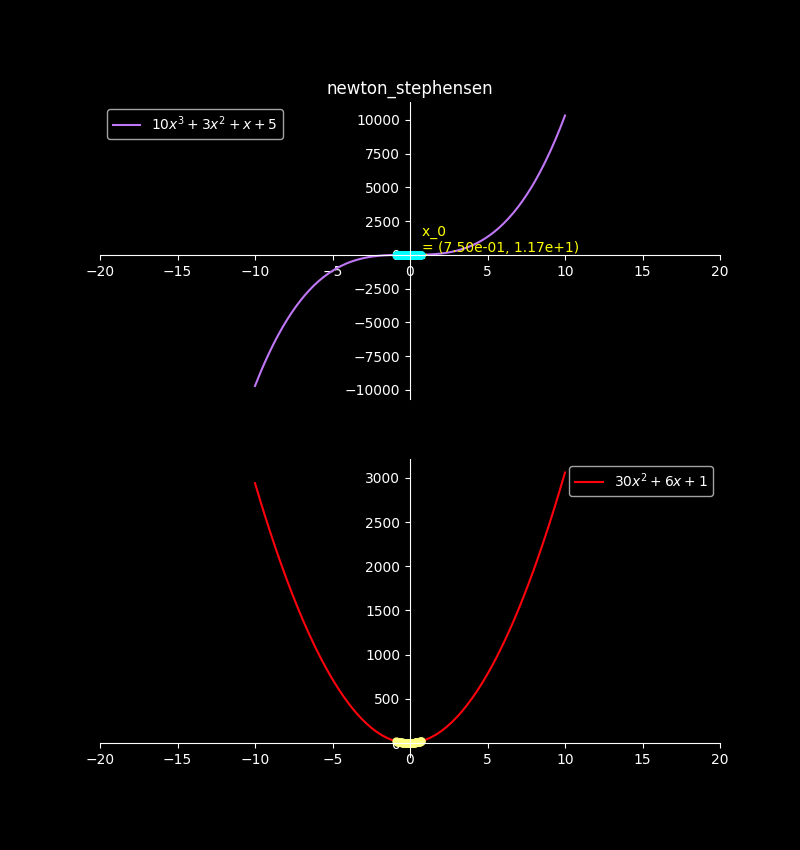 newton_stephensen
10x³ + 3x² + x + 5
10000
7500
5000
2500
x_0
= (7.50e-01, 1.17e+1)
−20 −15 −10 −5 0 5 10 15 20
−2500
−5000
−7500
−10000
3000
30x² + 6x + 1
2500
2000
1500
1000
500
−20 −15 −10 −5 0 5 10 15 20